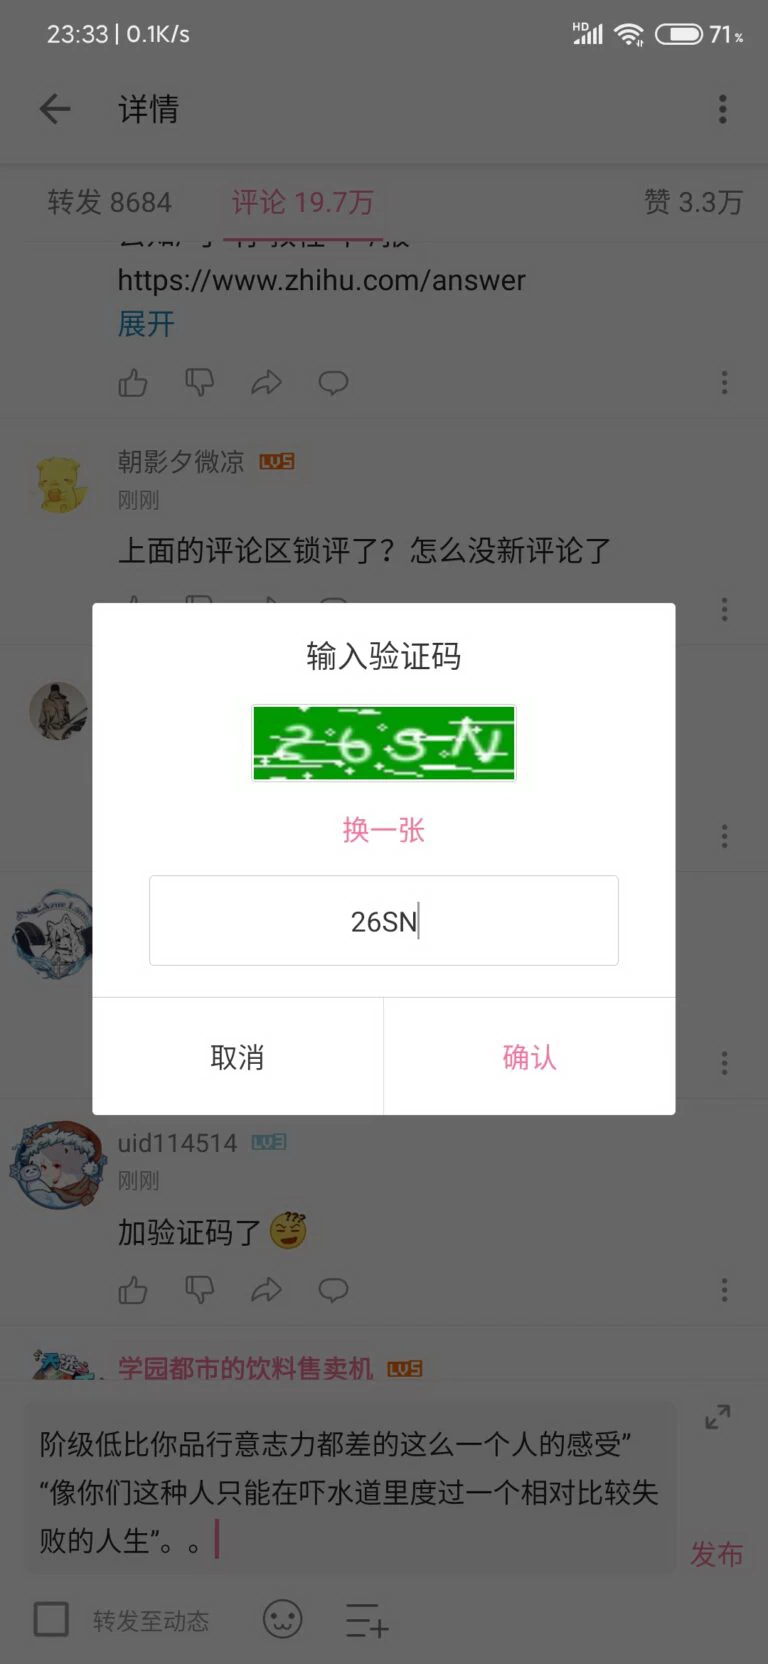 23:33 | 0.1K/s
HD
71%
详情
转发 8684
评论 19.7万
赞 3.3万
https://www.zhihu.com/answer
展开
朝影夕微凉 LV5
刚刚
上面的评论区锁评了？怎么没新评论了
输入验证码
26SN
换一张
26SN
取消
确认
uid114514 LV3
刚刚
加验证码了
???
学园都市的饮料售卖机 LV5
阶级低比你品行意志力都差的这么一个人的感受”
“像你们这种人只能在吓水道里度过一个相对比较失
败的人生”。。
发布
转发至动态